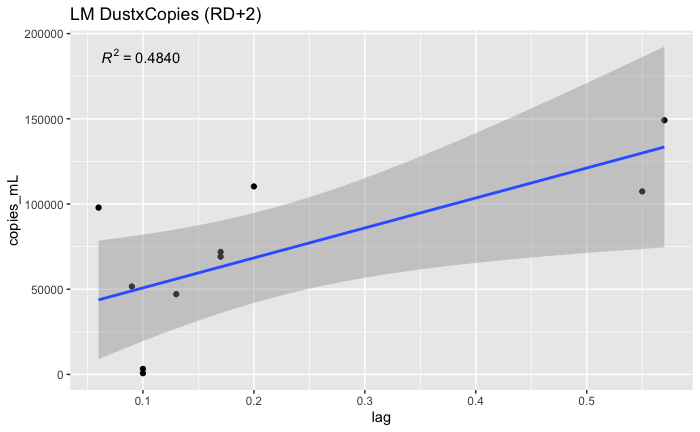 LM DustxCopies (RD+2)
R² = 0.4840
200000
150000
100000
50000
0
copies_mL
0.1 0.2 0.3 0.4 0.5
lag